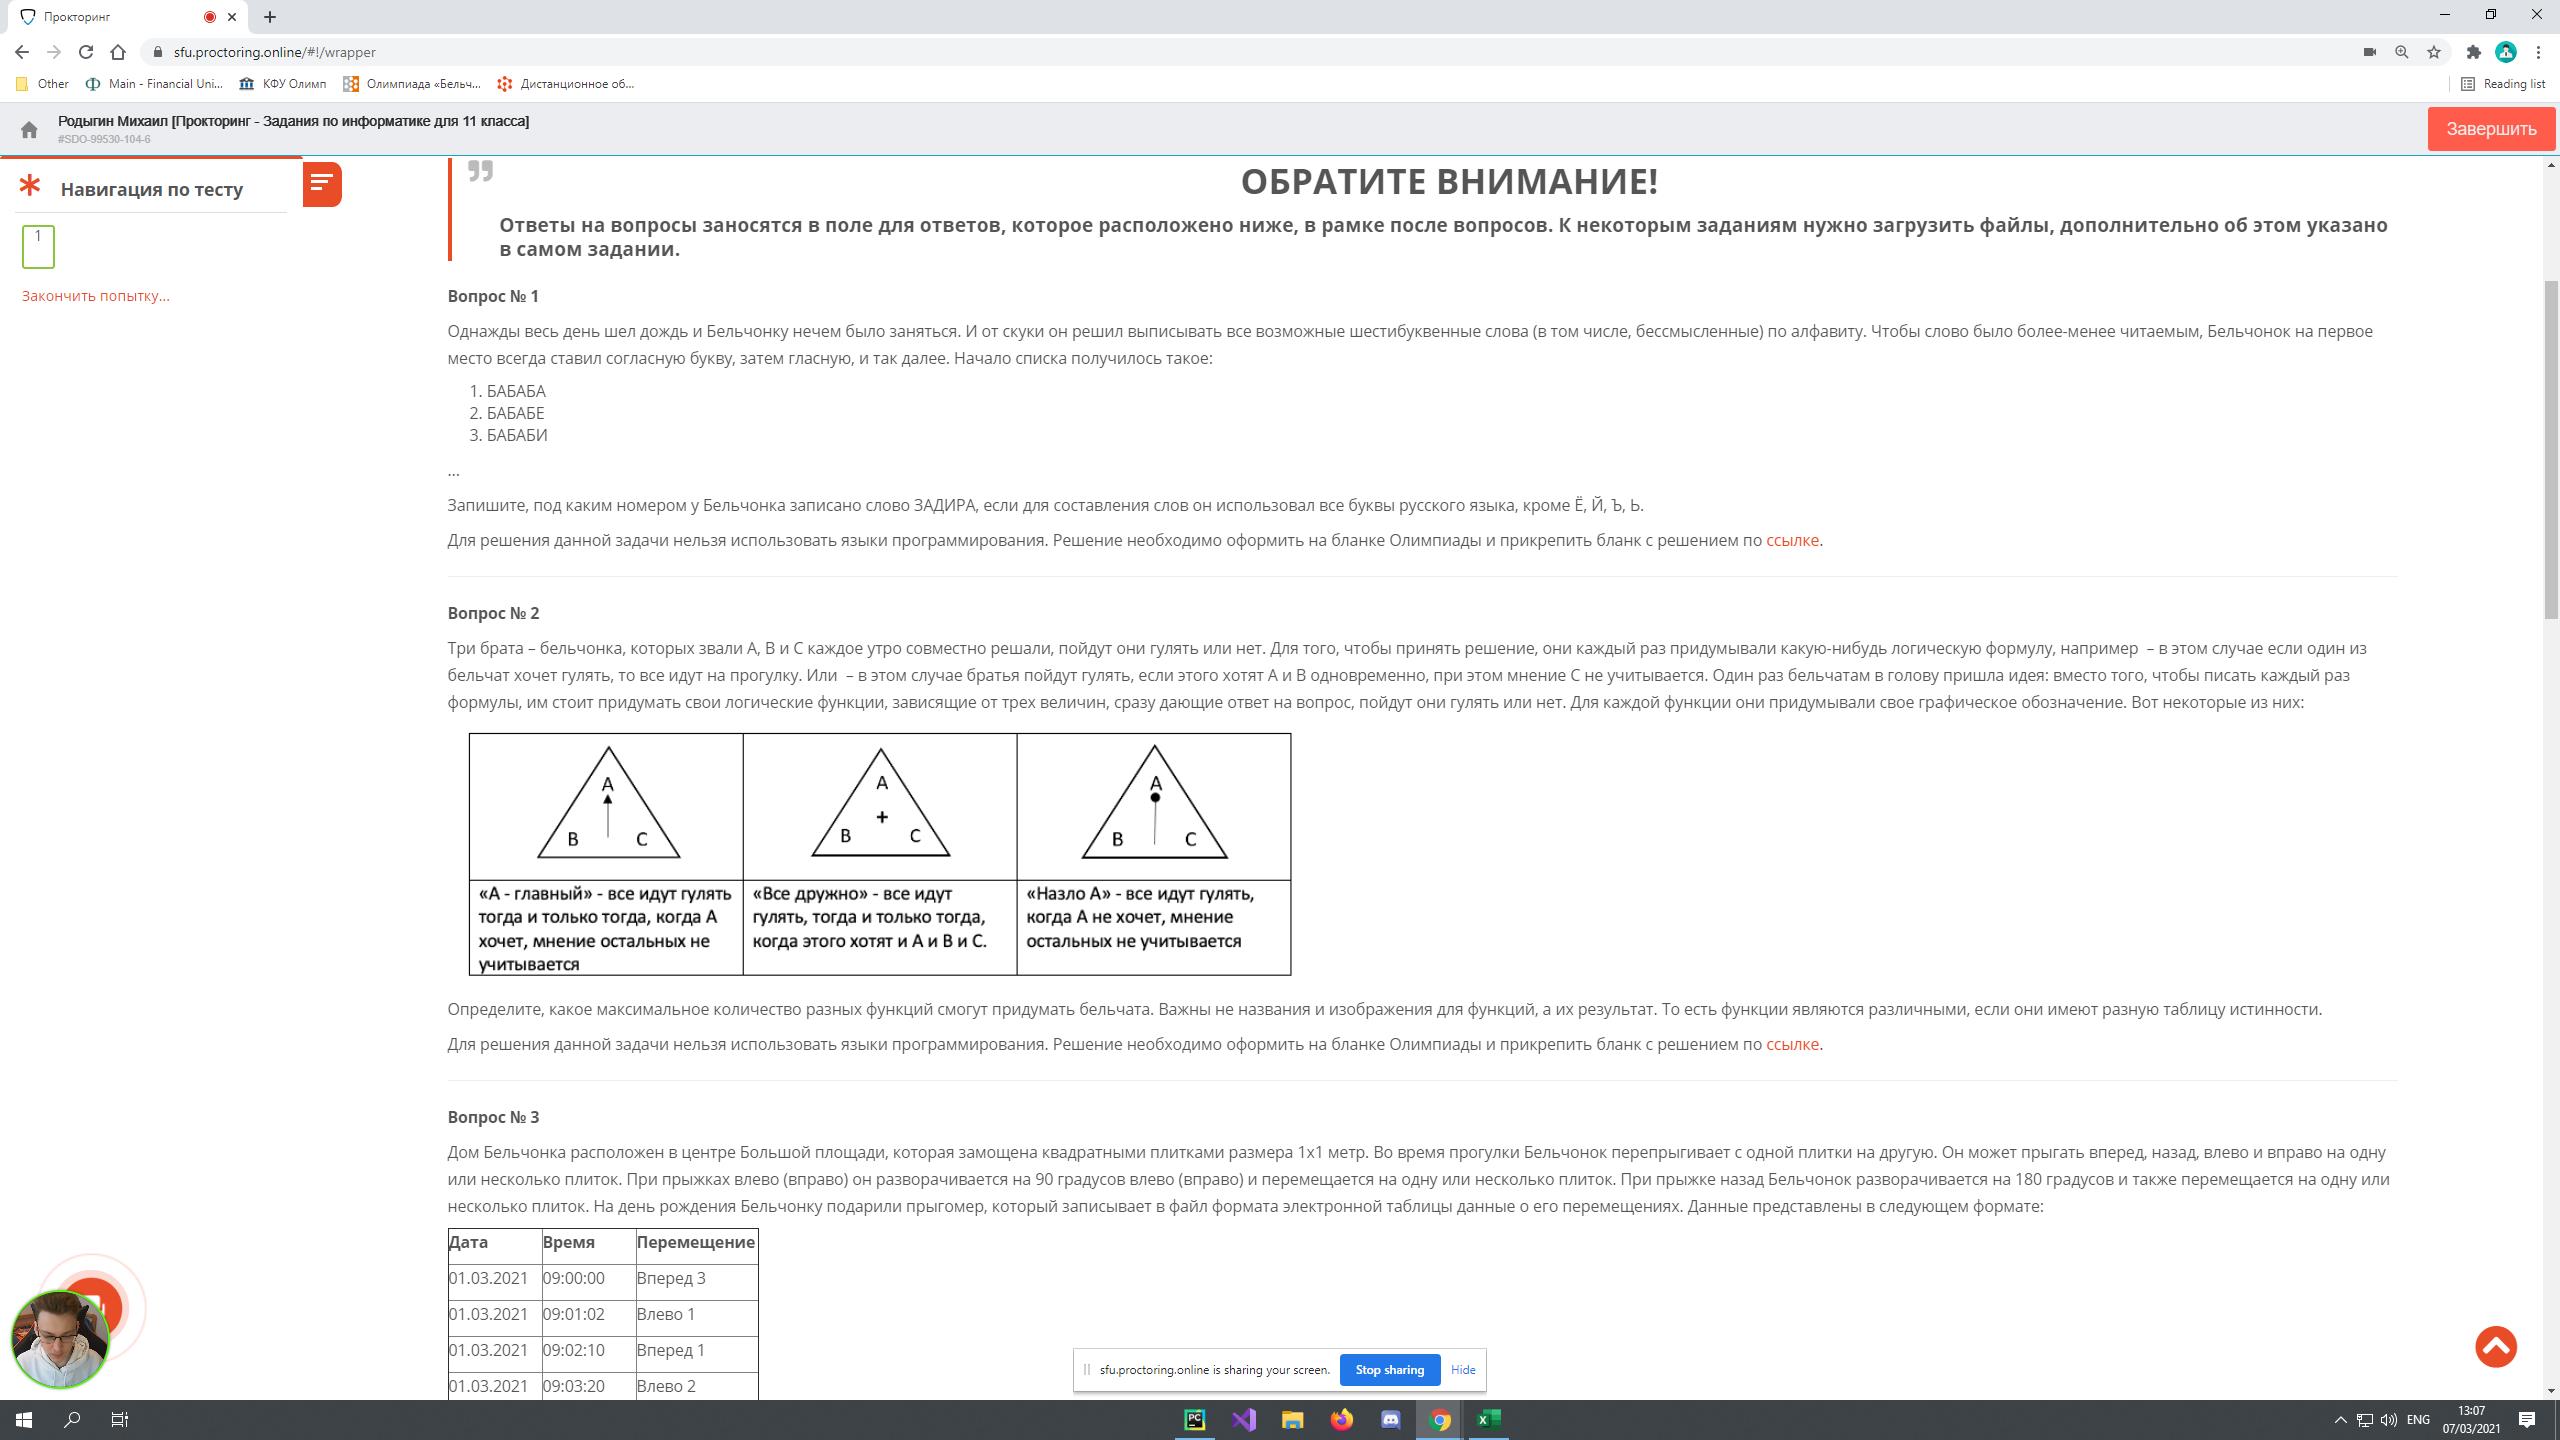 Прокторинг
sfu.proctoring.online/#!/wrapper
Other
Main - Financial Uni...
КФУ Олимп
Олимпиада «Бельч...
Дистанционное об...
Reading list
Родыгин Михаил [Прокторинг - Задания по информатике для 11 класса]
#SDO-99530-104-6
Завершить
Навигация по тесту
1
Закончить попытку...
ОБРАТИТЕ ВНИМАНИЕ!
Ответы на вопросы заносятся в поле для ответов, которое расположено ниже, в рамке после вопросов. К некоторым заданиям нужно загрузить файлы, дополнительно об этом указано
в самом задании.
Вопрос № 1
Однажды весь день шел дождь и Бельчонку нечем было заняться. И от скуки он решил выписывать все возможные шестибуквенные слова (в том числе, бессмысленные) по алфавиту. Чтобы слово было более-менее читаемым, Бельчонок на первое
место всегда ставил согласную букву, затем гласную, и так далее. Начало списка получилось такое:
1. БАБАБА
2. БАБАБЕ
3. БАБАБИ
...
Запишите, под каким номером у Бельчонка записано слово ЗАДИРА, если для составления слов он использовал все буквы русского языка, кроме Ё, Й, Ъ, Ь.
Для решения данной задачи нельзя использовать языки программирования. Решение необходимо оформить на бланке Олимпиады и прикрепить бланк с решением по ссылке.
Вопрос № 2
Три брата – бельчонка, которых звали А, В и С каждое утро совместно решали, пойдут они гулять или нет. Для того, чтобы принять решение, они каждый раз придумывали какую-нибудь логическую формулу, например – в этом случае если один из
бельчат хочет гулять, то все идут на прогулку. Или – в этом случае братья пойдут гулять, если этого хотят А и В одновременно, при этом мнение С не учитывается. Один раз бельчатам в голову пришла идея: вместо того, чтобы писать каждый раз
формулы, им стоит придумать свои логические функции, зависящие от трех величин, сразу дающие ответ на вопрос, пойдут они гулять или нет. Для каждой функции они придумывали свое графическое обозначение. Вот некоторые из них:
A A A
B C B + C B C
«А - главный» - все идут гулять
тогда и только тогда, когда А
хочет, мнение остальных не
учитывается
«Все дружно» - все идут
гулять, тогда и только тогда,
когда этого хотят и А и В и С.
«Назло А» - все идут гулять,
когда А не хочет, мнение
остальных не учитывается
Определите, какое максимальное количество разных функций смогут придумать бельчата. Важны не названия и изображения для функций, а их результат. То есть функции являются различными, если они имеют разную таблицу истинности.
Для решения данной задачи нельзя использовать языки программирования. Решение необходимо оформить на бланке Олимпиады и прикрепить бланк с решением по ссылке.
Вопрос № 3
Дом Бельчонка расположен в центре Большой площади, которая замощена квадратными плитками размера 1х1 метр. Во время прогулки Бельчонок перепрыгивает с одной плитки на другую. Он может прыгать вперед, назад, влево и вправо на одну
или несколько плиток. При прыжках влево (вправо) он разворачивается на 90 градусов влево (вправо) и перемещается на одну или несколько плиток. При прыжке назад Бельчонок разворачивается на 180 градусов и также перемещается на одну или
несколько плиток. На день рождения Бельчонку подарили прыгомер, который записывает в файл формата электронной таблицы данные о его перемещениях. Данные представлены в следующем формате:
Дата Время Перемещение
01.03.2021 09:00:00 Вперед 3
01.03.2021 09:01:02 Влево 1
01.03.2021 09:02:10 Вперед 1
01.03.2021 09:03:20 Влево 2
sfu.proctoring.online is sharing your screen. Stop sharing Hide
PC
ENG
13:07
07/03/2021